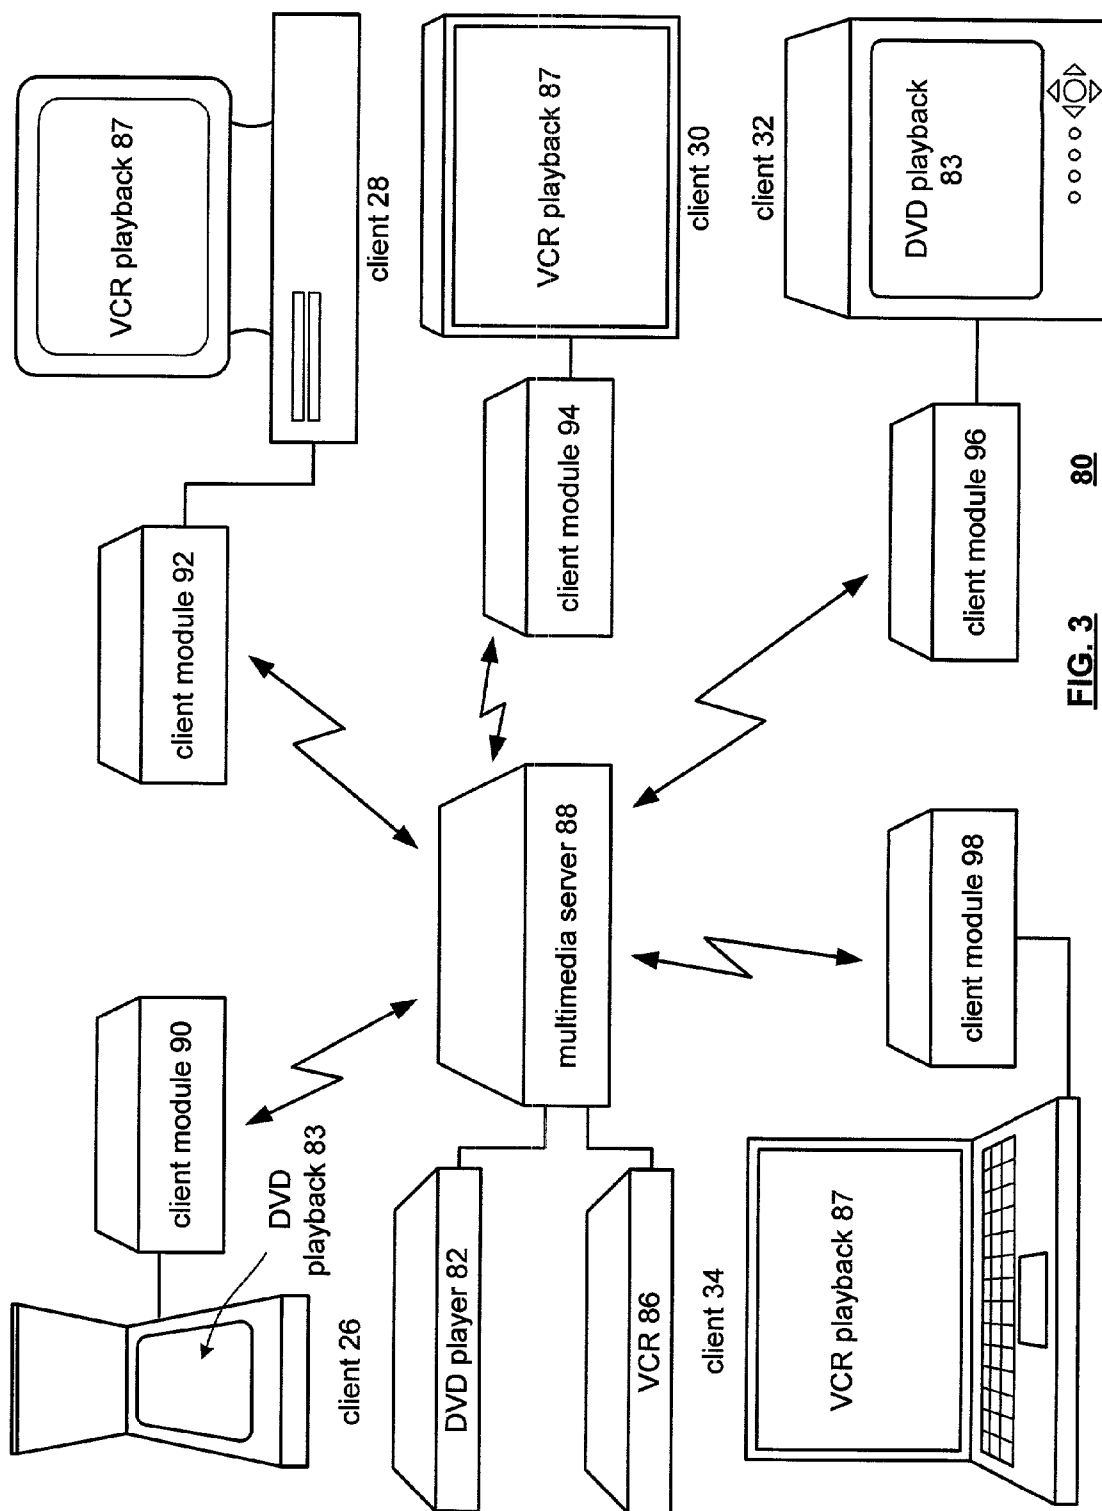 VCR playback 87
client module 90
client module 92
DVD
playback 83
client 26
client 28
DVD player 82
multimedia server 88
client module 94
VCR playback 87
VCR 86
client 30
client 34
client 32
VCR playback 87
client module 98
client module 96
DVD playback
83
FIG. 3
80